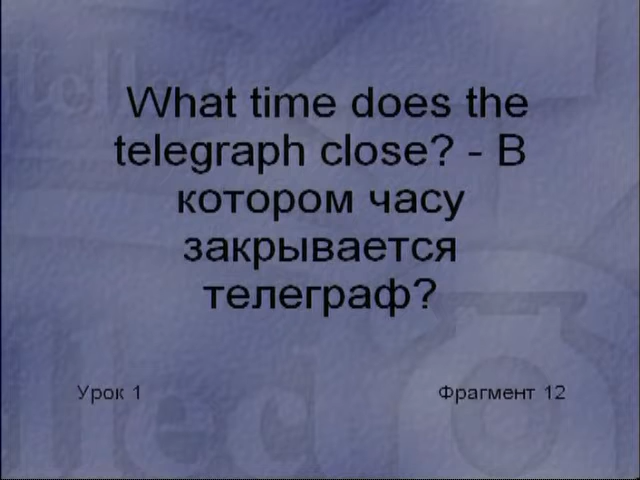 What time does the
telegraph close? - В
котором часу
закрывается
телеграф?
Урок 1
Фрагмент 12